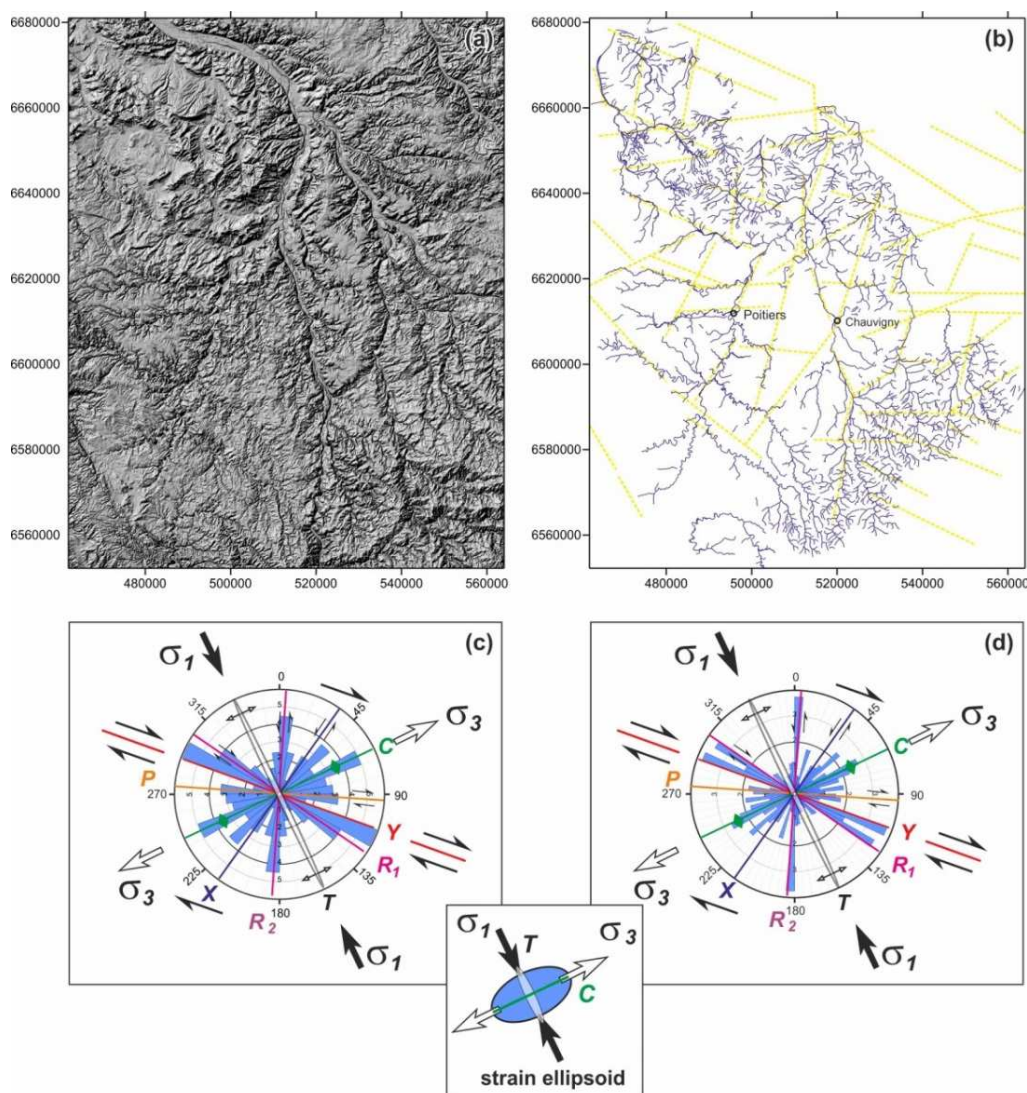 (a)
6680000
6660000
6640000
6620000
6600000
6580000
6560000
480000 500000 520000 540000 560000
(b)
6680000
6660000
6640000
6620000
6600000
6580000
6560000
Poitiers
Chauvigny
480000 500000 520000 540000 560000
(c)
σ1
0
315
45
σ3
C
P
270
90
Y
R1
135
σ3
225
X
180
T
R2
σ1
(d)
σ1
0
315
45
σ3
C
P
270
90
Y
R1
135
σ3
225
X
180
T
R2
σ1
σ1 T σ3
C
strain ellipsoid